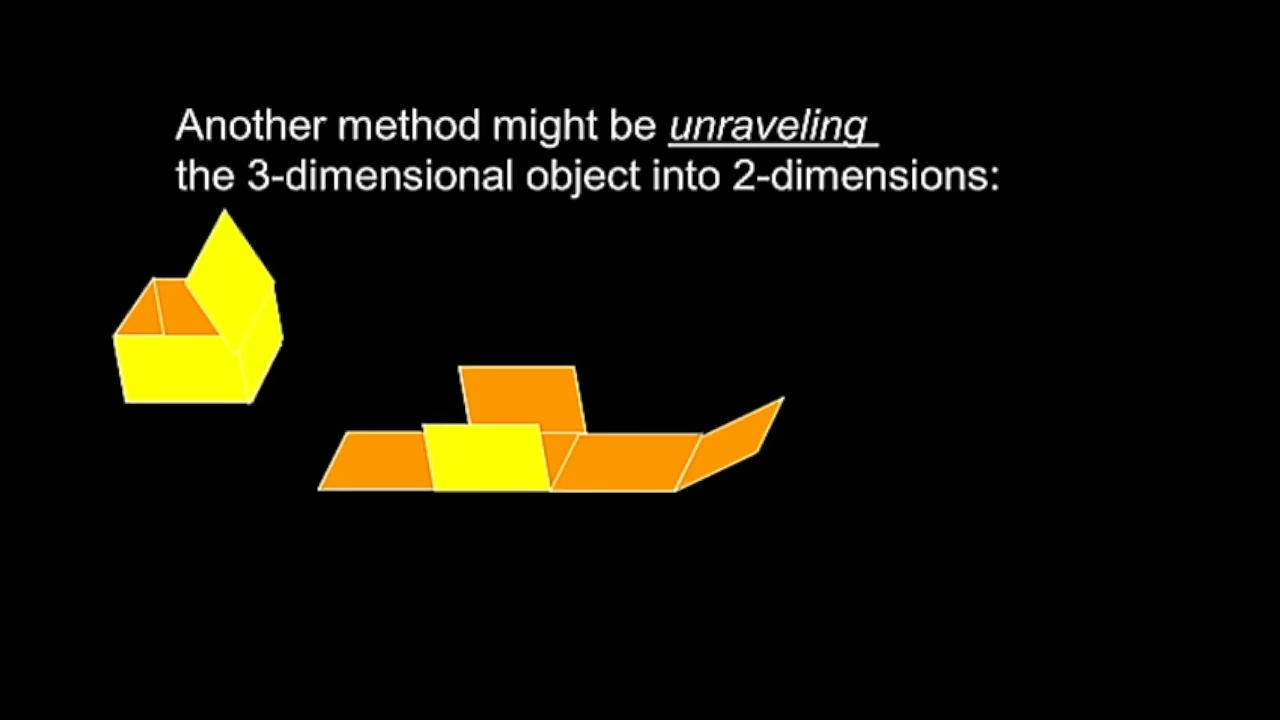 Another method might be unraveling
the 3-dimensional object into 2-dimensions: